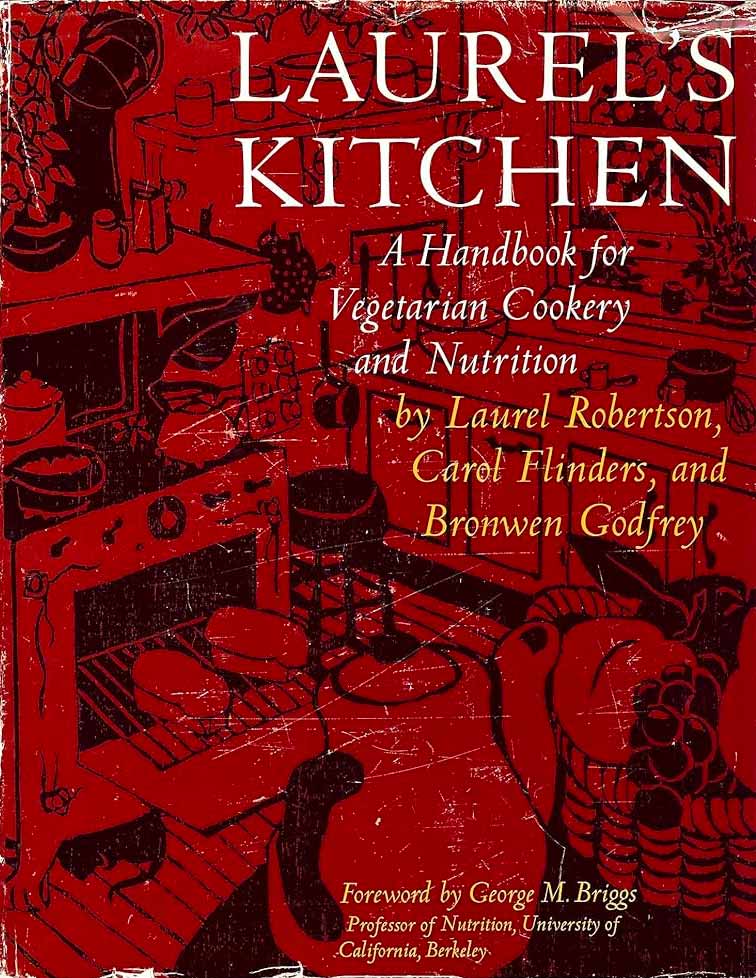 LAUREL'S
KITCHEN
A Handbook for
Vegetarian Cookery
and Nutrition
by Laurel Robertson,
Carol Flinders, and
Bronwen Godfrey
Foreword by George M. Briggs
Professor of Nutrition, University of
California, Berkeley